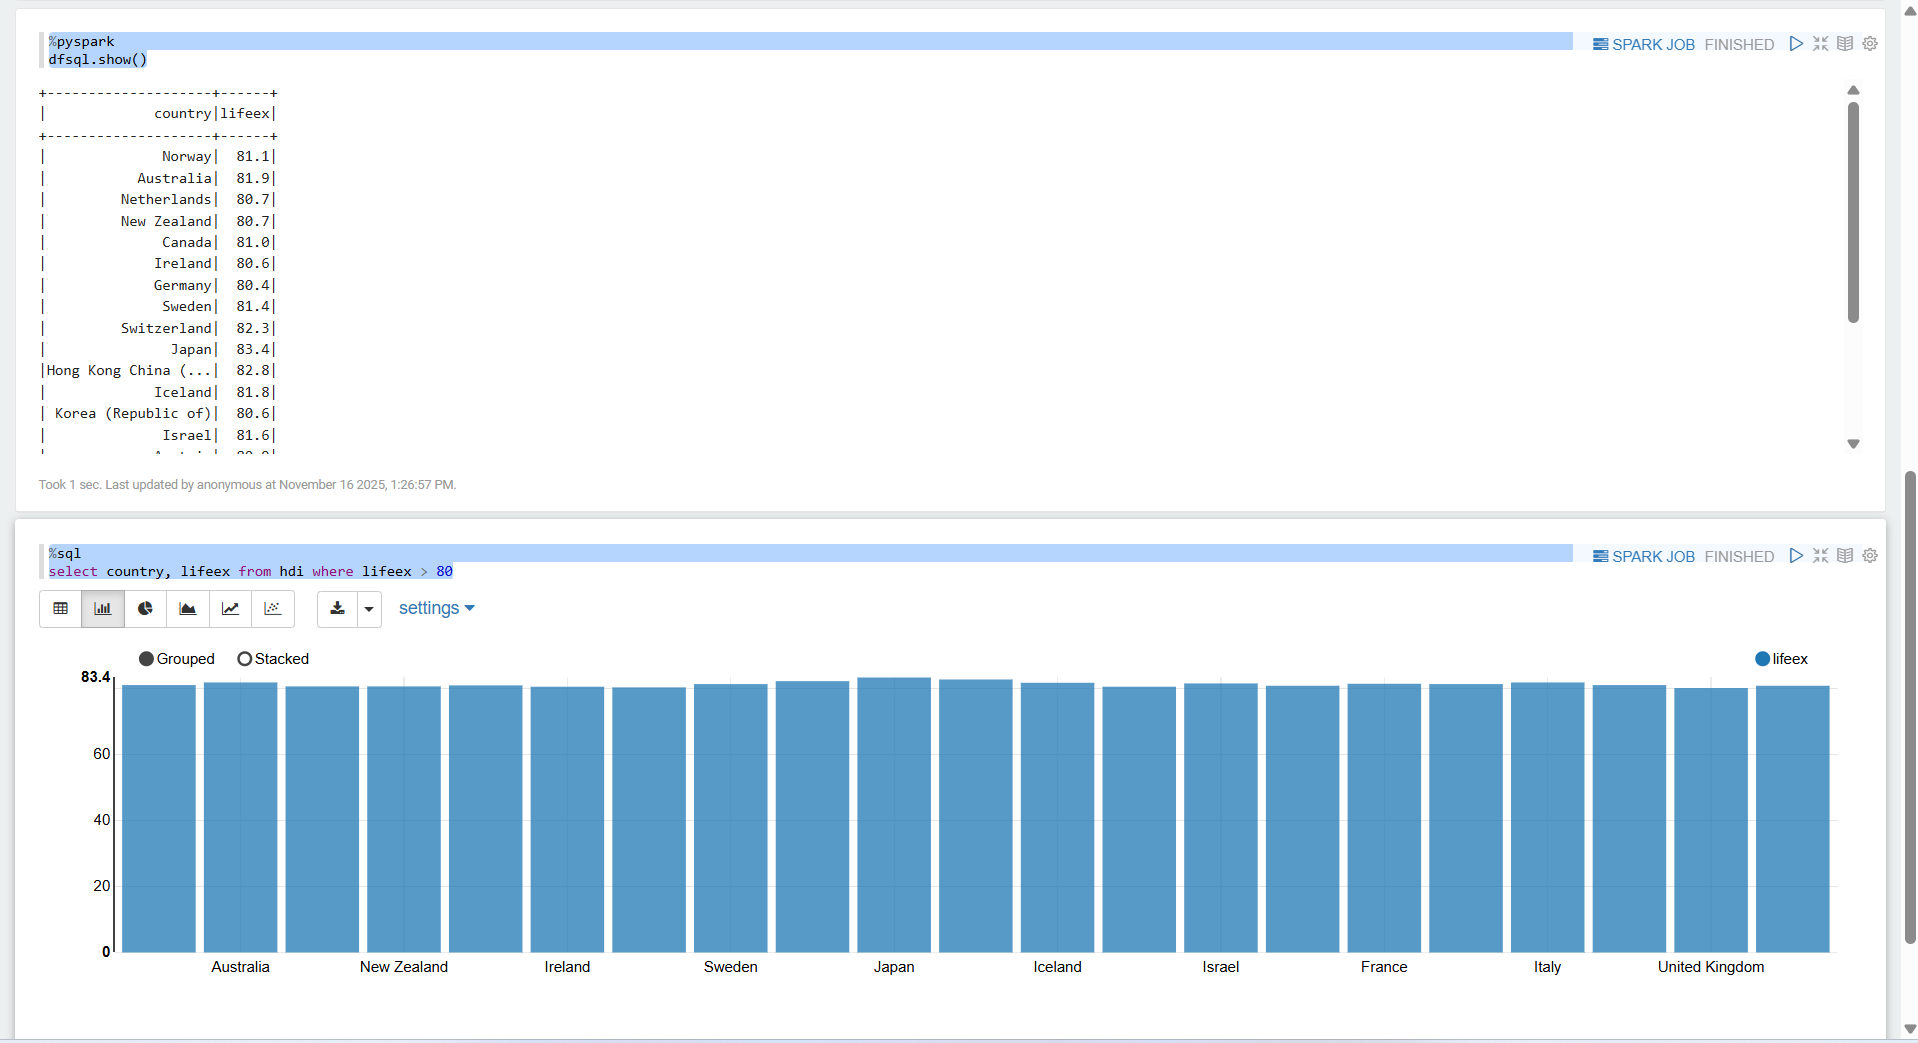 %pyspark
dfsql.show()
SPARK JOB FINISHED
+--------------------+------+
|             country|lifeex|
+--------------------+------+
|              Norway|  81.1|
|           Australia|  81.9|
|         Netherlands|  80.7|
|         New Zealand|  80.7|
|              Canada|  81.0|
|             Ireland|  80.6|
|             Germany|  80.4|
|              Sweden|  81.4|
|         Switzerland|  82.3|
|               Japan|  83.4|
|Hong Kong China (...|  82.8|
|             Iceland|  81.8|
| Korea (Republic of)|  80.6|
|              Israel|  81.6|
Took 1 sec. Last updated by anonymous at November 16 2025, 1:26:57 PM.
%sql
select country, lifeex from hdi where lifeex > 80
SPARK JOB FINISHED
settings
Grouped Stacked
lifeex
83.4
60
40
20
0
Australia New Zealand Ireland Sweden Japan Iceland Israel France Italy United Kingdom